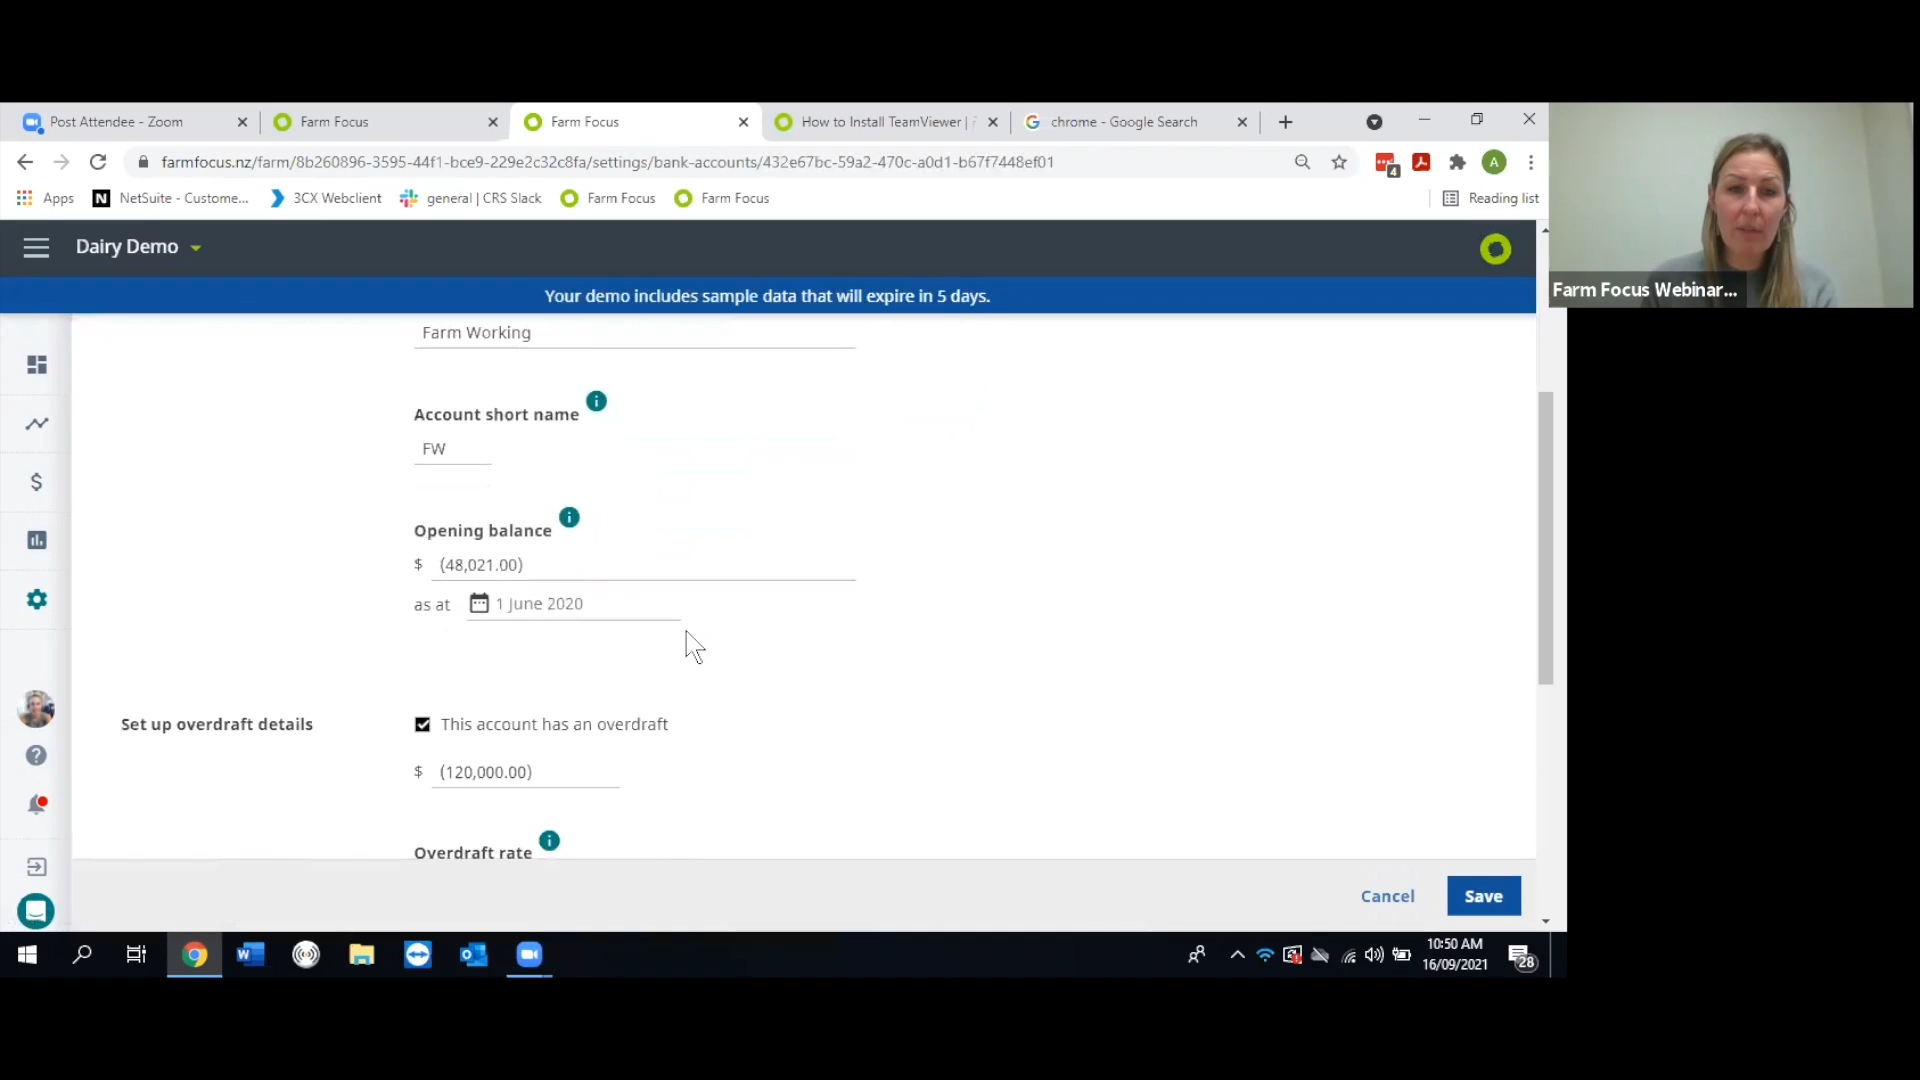 Post Attendee - Zoom
Farm Focus
Farm Focus
How to Install TeamViewer |
chrome - Google Search
farmfocus.nz/farm/8b260896-3595-44f1-bce9-229e2c32c8fa/settings/bank-accounts/432e67bc-59a2-470c-a0d1-b67f7448ef01
4
A
Apps
NetSuite - Custome...
3CX Webclient
general | CRS Slack
Farm Focus
Farm Focus
Reading list
Dairy Demo
Your demo includes sample data that will expire in 5 days.
Farm Focus Webinar...
Farm Working
Account short name
FW
Opening balance
$ (48,021.00)
as at 1 June 2020
Set up overdraft details
This account has an overdraft
$ (120,000.00)
Overdraft rate
Cancel
Save
10:50 AM
16/09/2021
28